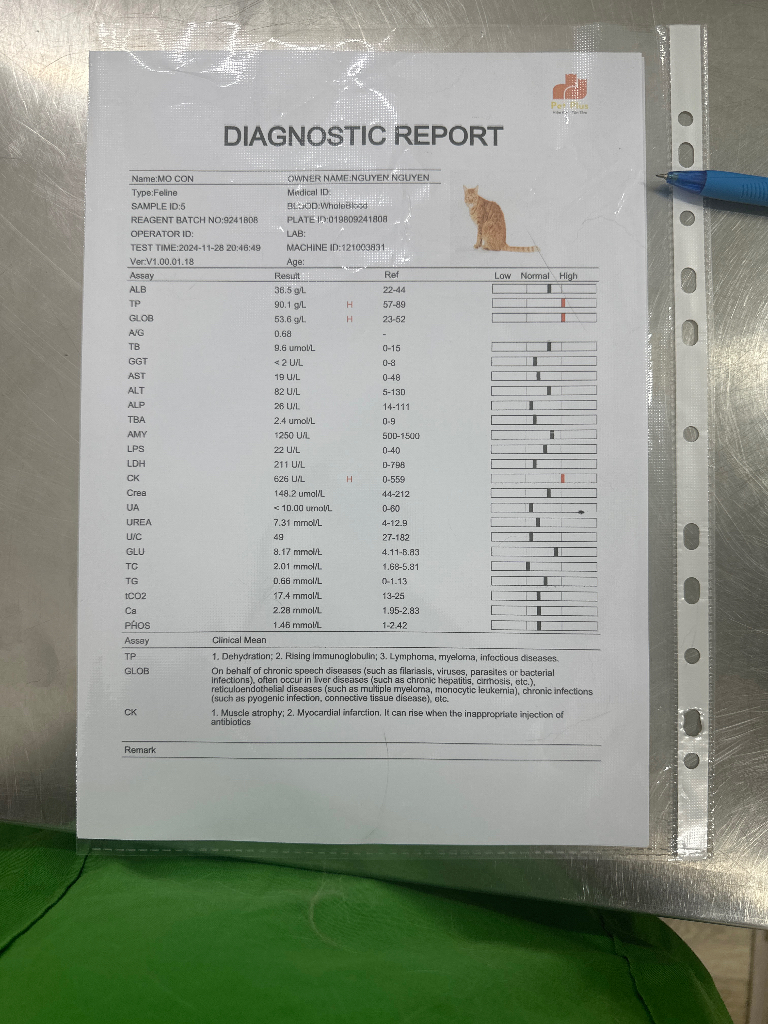 Pet Plus
DIAGNOSTIC REPORT
Name:MO CON OWNER NAME:NGUYEN NGUYEN
Type:Feline Medical ID:
SAMPLE ID:5 BLOOD:WholeBlood
REAGENT BATCH NO:9241808 PLATE ID:019809241808
OPERATOR ID: LAB:
TEST TIME:2024-11-28 20:46:49 MACHINE ID:121003831
Ver:V1.00.01.18 Age:
Assay Result Ref Low Normal High
ALB 36.5 g/L 22-44
TP 90.1 g/L H 57-89
GLOB 53.6 g/L H 23-52
A/G 0.68 -
TB 9.6 umol/L 0-15
GGT < 2 U/L 0-8
AST 19 U/L 0-48
ALT 82 U/L 5-130
ALP 26 U/L 14-111
TBA 2.4 umol/L 0-9
AMY 1250 U/L 500-1500
LPS 22 U/L 0-40
LDH 211 U/L 0-798
CK 626 U/L H 0-559
Crea 148.2 umol/L 44-212
UA < 10.00 umol/L 0-60
UREA 7.31 mmol/L 4-12.9
U/C 49 27-182
GLU 8.17 mmol/L 4.11-8.83
TC 2.01 mmol/L 1.68-5.81
TG 0.66 mmol/L 0-1.13
tCO2 17.4 mmol/L 13-25
Ca 2.28 mmol/L 1.95-2.83
PHOS 1.46 mmol/L 1-2.42
Assay Clinical Mean
TP 1. Dehydration; 2. Rising immunoglobulin; 3. Lymphoma, myeloma, infectious diseases.
GLOB On behalf of chronic speech diseases (such as filariasis, viruses, parasites or bacterial
infections), often occur in liver diseases (such as chronic hepatitis, cirrhosis, etc.),
reticuloendothelial diseases (such as multiple myeloma, monocytic leukemia), chronic infections
(such as pyogenic infection, connective tissue disease), etc.
CK 1. Muscle atrophy; 2. Myocardial infarction. It can rise when the inappropriate injection of
antibiotics
Remark